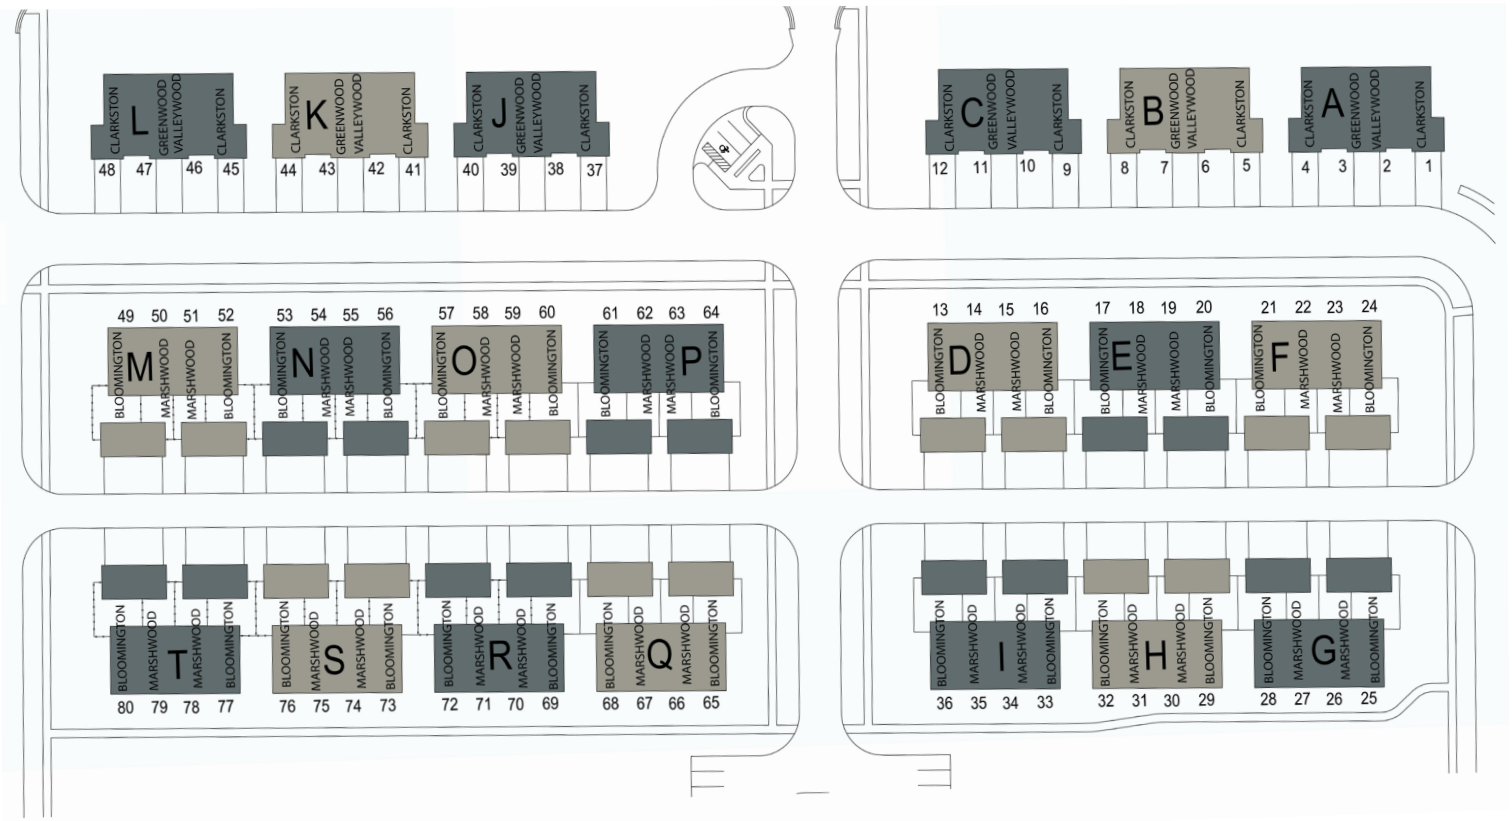 L
CLARKSTON
GREENWOOD
VALLEYWOOD
K
CLARKSTON
GREENWOOD
VALLEYWOOD
CLARKSTON
J
CLARKSTON
GREENWOOD
VALLEYWOOD
C
CLARKSTON
GREENWOOD
VALLEYWOOD
B
CLARKSTON
GREENWOOD
VALLEYWOOD
CLARKSTON
A
CLARKSTON
GREENWOOD
VALLEYWOOD
CLARKSTON
CLARKSTON
CLARKSTON
CLARKSTON
48 47 46 45 44 43 42 41 40 39 38 37 12 11 10 9 8 7 6 5 4 3 2 1
49 50 51 52 53 54 55 56 57 58 59 60 61 62 63 64 13 14 15 16 17 18 19 20 21 22 23 24
BLOOMINGTON
M
MARSHWOOD
MARSHWOOD
BLOOMINGTON
BLOOMINGTON
N
MARSHWOOD
MARSHWOOD
BLOOMINGTON
BLOOMINGTON
O
MARSHWOOD
MARSHWOOD
BLOOMINGTON
BLOOMINGTON
MARSHWOOD
MARSHWOOD
P
BLOOMINGTON
BLOOMINGTON
D
MARSHWOOD
MARSHWOOD
BLOOMINGTON
BLOOMINGTON
E
MARSHWOOD
MARSHWOOD
BLOOMINGTON
BLOOMINGTON
F
MARSHWOOD
MARSHWOOD
BLOOMINGTON
BLOOMINGTON
MARSHWOOD
T
MARSHWOOD
BLOOMINGTON
BLOOMINGTON
MARSHWOOD
S
MARSHWOOD
BLOOMINGTON
BLOOMINGTON
MARSHWOOD
R
MARSHWOOD
BLOOMINGTON
BLOOMINGTON
MARSHWOOD
Q
MARSHWOOD
BLOOMINGTON
BLOOMINGTON
MARSHWOOD
I
MARSHWOOD
BLOOMINGTON
BLOOMINGTON
MARSHWOOD
H
MARSHWOOD
BLOOMINGTON
BLOOMINGTON
MARSHWOOD
G
MARSHWOOD
BLOOMINGTON
80 79 78 77 76 75 74 73 72 71 70 69 68 67 66 65 36 35 34 33 32 31 30 29 28 27 26 25